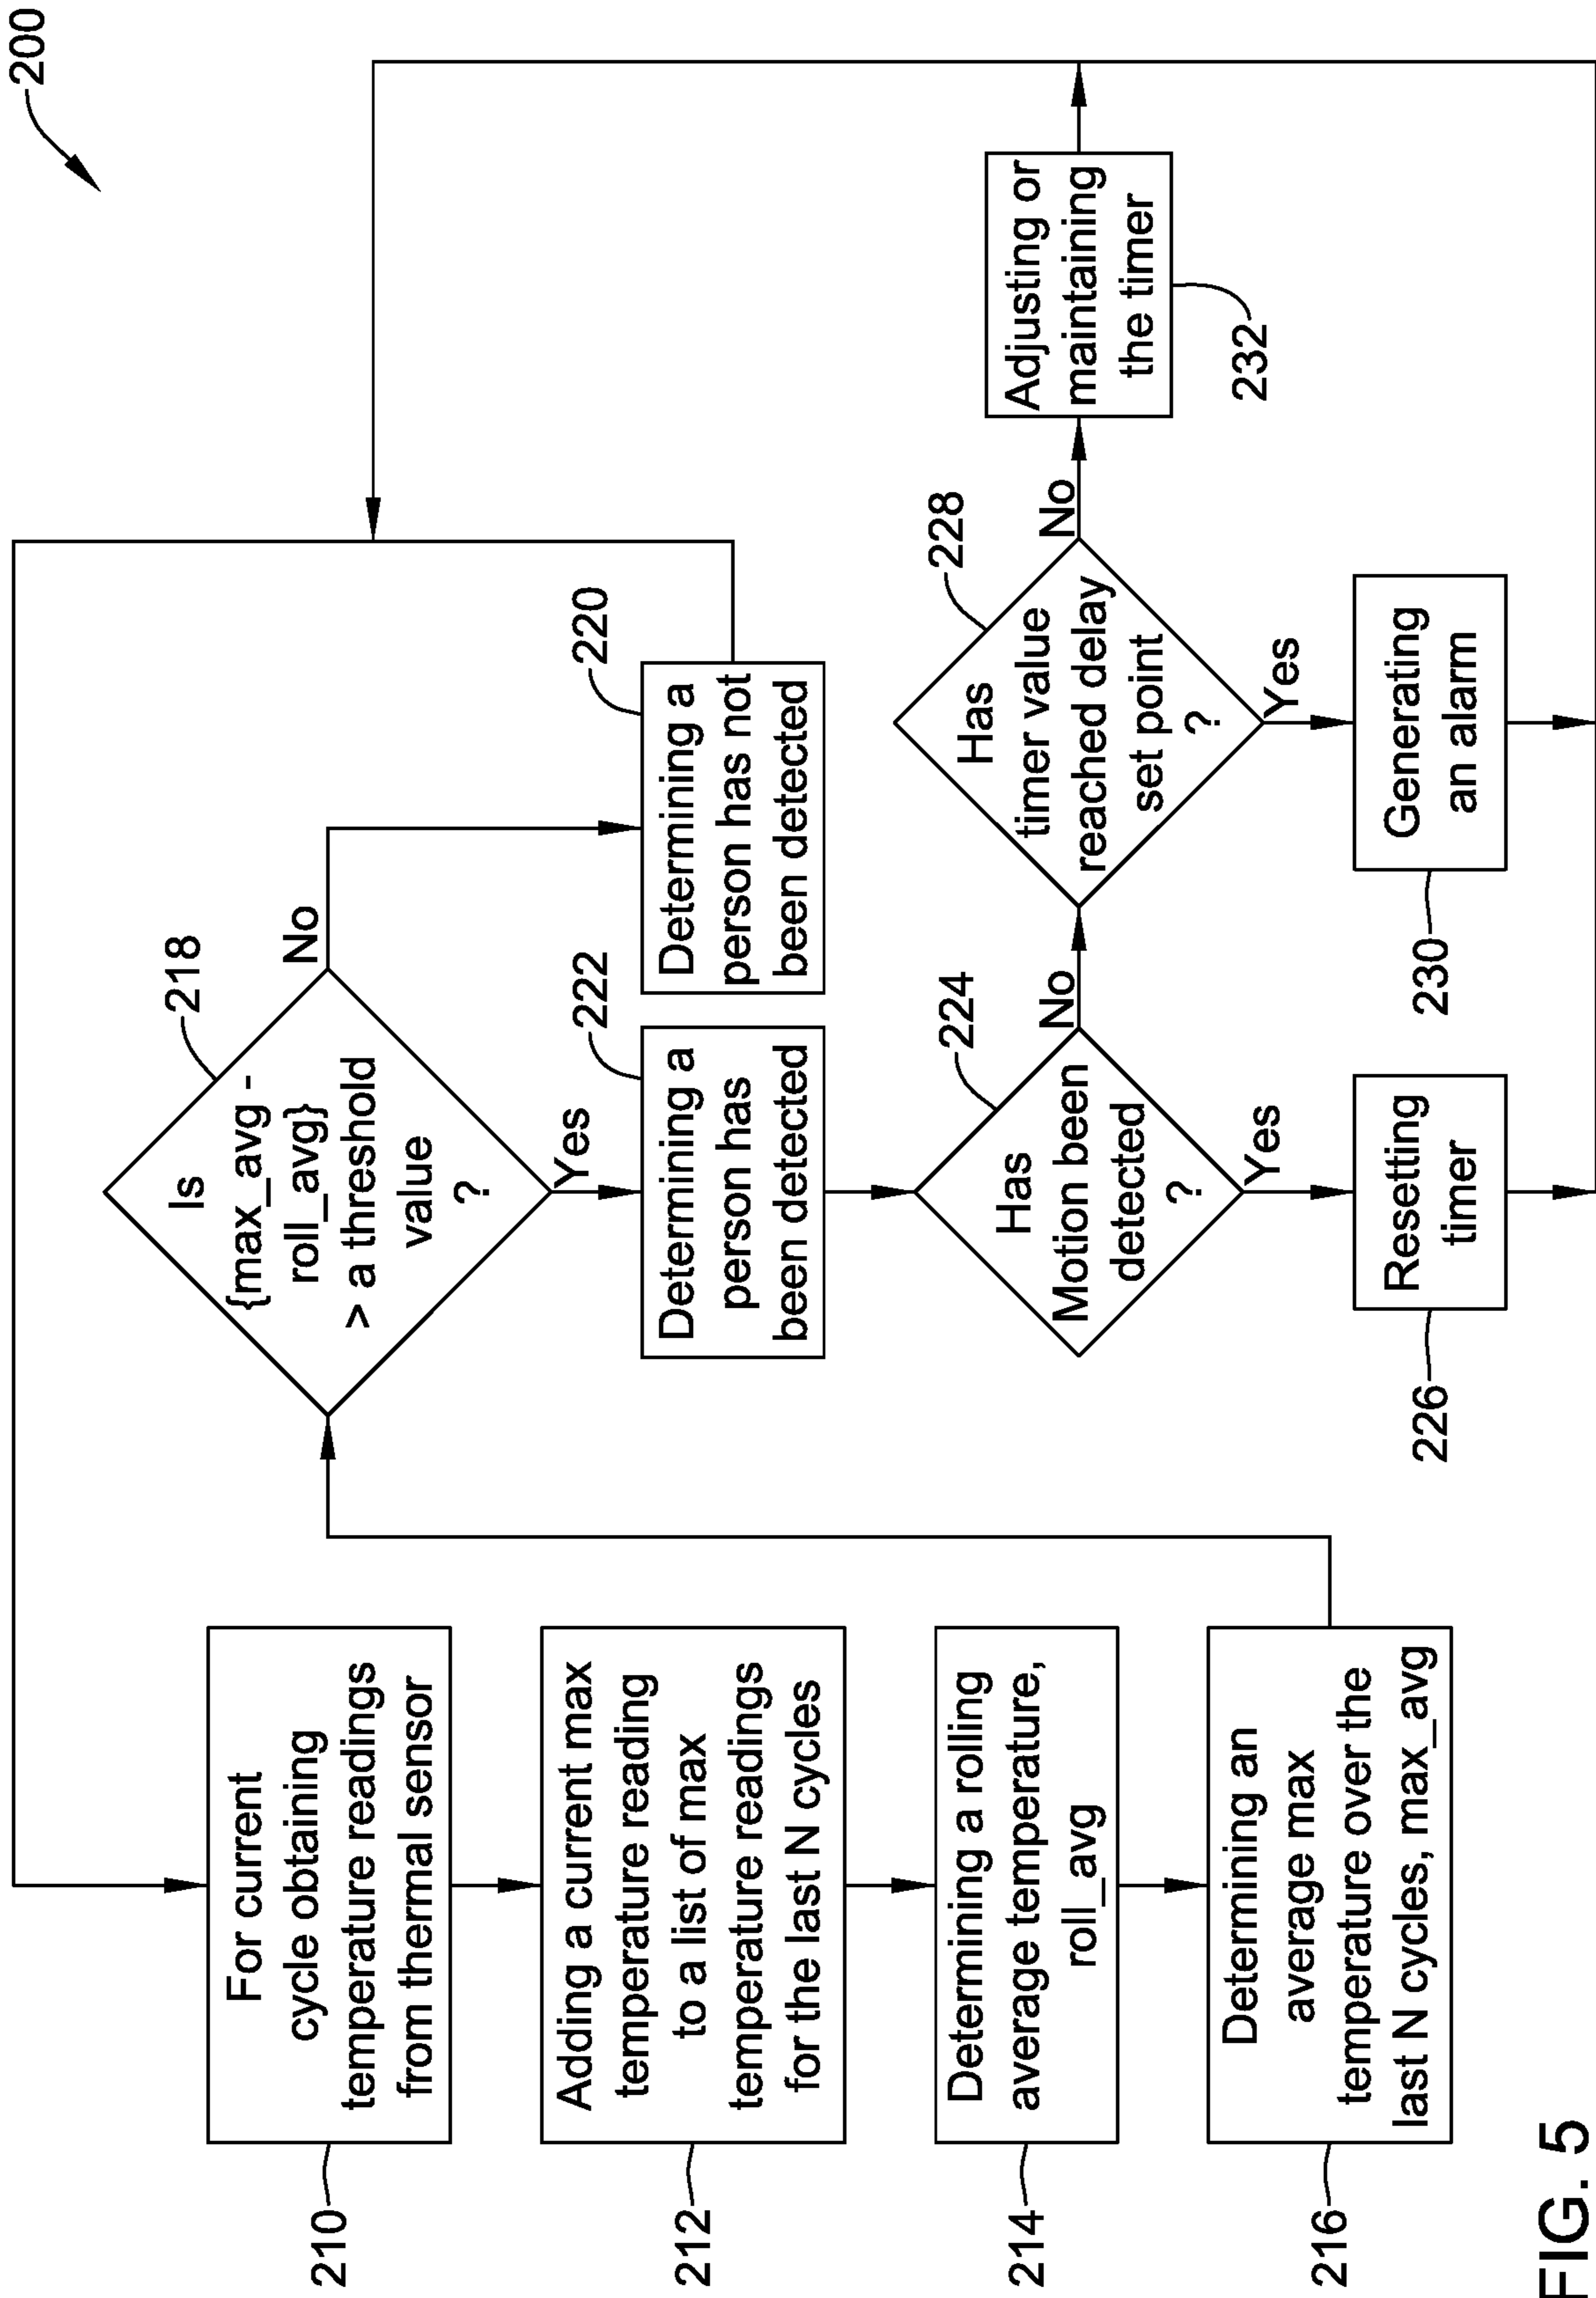 200
For current
cycle obtaining
temperature readings
from thermal sensor
210
Adding a current max
temperature reading
to a list of max
temperature readings
for the last N cycles
212
Determining a rolling
average temperature,
roll_avg
214
Determining an
average max
temperature over the
last N cycles, max_avg
216
Is
{max_avg -
roll_avg}
> a threshold
value
?
218
No
Yes
Determining a
person has not
been detected
220
Determining a
person has
been detected
222
Has
Motion been
detected
?
224
No
Yes
Resetting
timer
226
Has
timer value
reached delay
set point
?
228
No
Yes
Generating
an alarm
230
Adjusting or
maintaining
the timer
232
FIG. 5